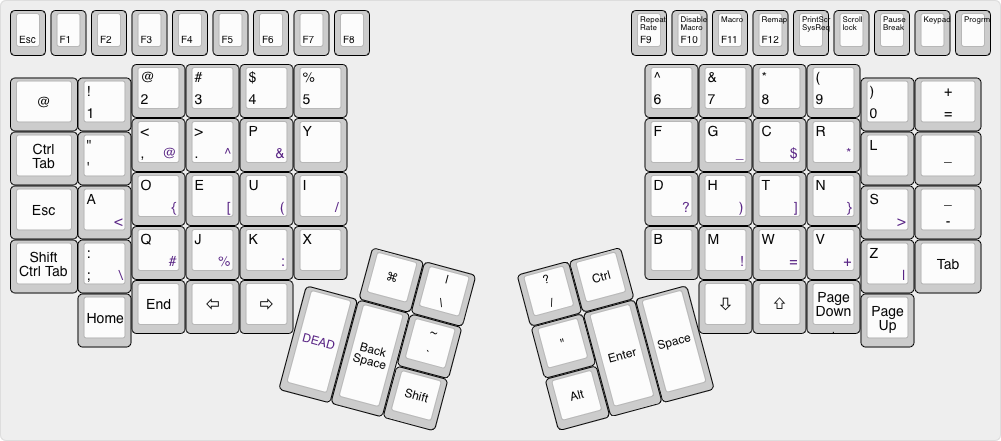 Esc F1 F2 F3 F4 F5 F6 F7 F8
Repeat Rate F9
Disable Macro F10
Macro F11
Remap F12
PrintScr SysReq
Scroll lock
Pause Break
Keypad
Progrm
@
! 1
@ 2
# 3
$ 4
% 5
^ 6
& 7
* 8
( 9
) 0
+ =
Ctrl Tab
" '
< , @
> . ^
P &
Y
F
G _
C $
R *
L
_
Esc
A <
O {
E [
U (
I /
D ?
H )
T ]
N }
S >
_ -
Shift Ctrl Tab
: ; \
Q #
J %
K :
X
B
M !
W =
V +
Z |
Tab
Home
End
⇦
⇨
⇩
⇧
Page Down
Page Up
⌘
| \
? /
Ctrl
DEAD
Back Space
~ `
Shift
"
Enter
Space
Alt